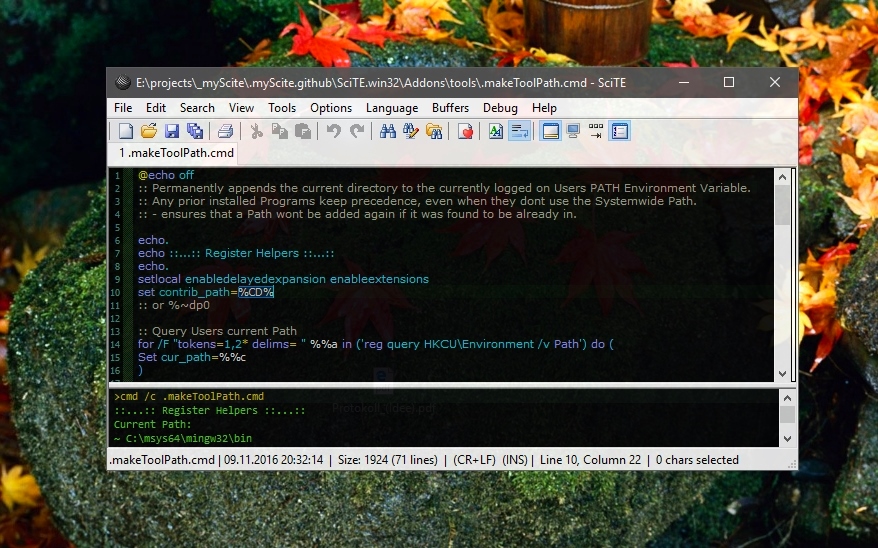 E:\projects\_myScite\.myScite.github\SciTE.win32\Addons\tools\.makeToolPath.cmd - SciTE
File Edit Search View Tools Options Language Buffers Debug Help
1 .makeToolPath.cmd
1 @echo off
2 :: Permanently appends the current directory to the currently logged on Users PATH Environment Variable.
3 :: Any prior installed Programs keep precedence, even when they dont use the Systemwide Path.
4 :: - ensures that a Path wont be added again if it was found to be already in.
5
6 echo.
7 echo ::...:: Register Helpers ::...::
8 echo.
9 setlocal enabledelayedexpansion enableextensions
10 set contrib_path=%CD%
11 :: or %~dp0
12
13 :: Query Users current Path
14 for /F "tokens=1,2* delims= " %%a in ('reg query HKCU\Environment /v Path') do (
15 Set cur_path=%%c
16 )
>cmd /c .makeToolPath.cmd
::...:: Register Helpers ::...::
Current Path:
~ C:\msys64\mingw32\bin
.makeToolPath.cmd | 09.11.2016 20:32:14 | Size: 1924 (71 lines) | (CR+LF) (INS) | Line 10, Column 22 | 0 chars selected